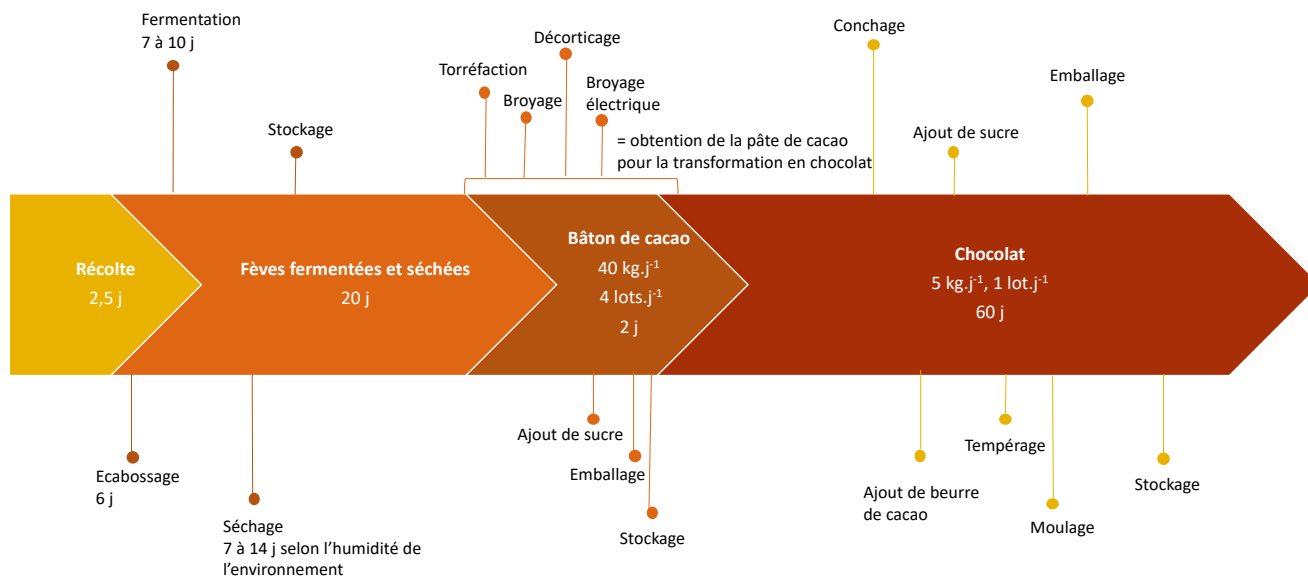 Fermentation
7 à 10 j
Stockage
Torréfaction
Broyage
Décorticage
Broyage
électrique
= obtention de la pâte de cacao
pour la transformation en chocolat
Conchage
Ajout de sucre
Emballage
Récolte
2,5 j
Fèves fermentées et séchées
20 j
Bâton de cacao
40 kg.j⁻¹
4 lots.j⁻¹
2 j
Chocolat
5 kg.j⁻¹, 1 lot.j⁻¹
60 j
Ecabossage
6 j
Séchage
7 à 14 j selon l’humidité de
l’environnement
Ajout de sucre
Emballage
Stockage
Ajout de beurre
de cacao
Tempérage
Moulage
Stockage